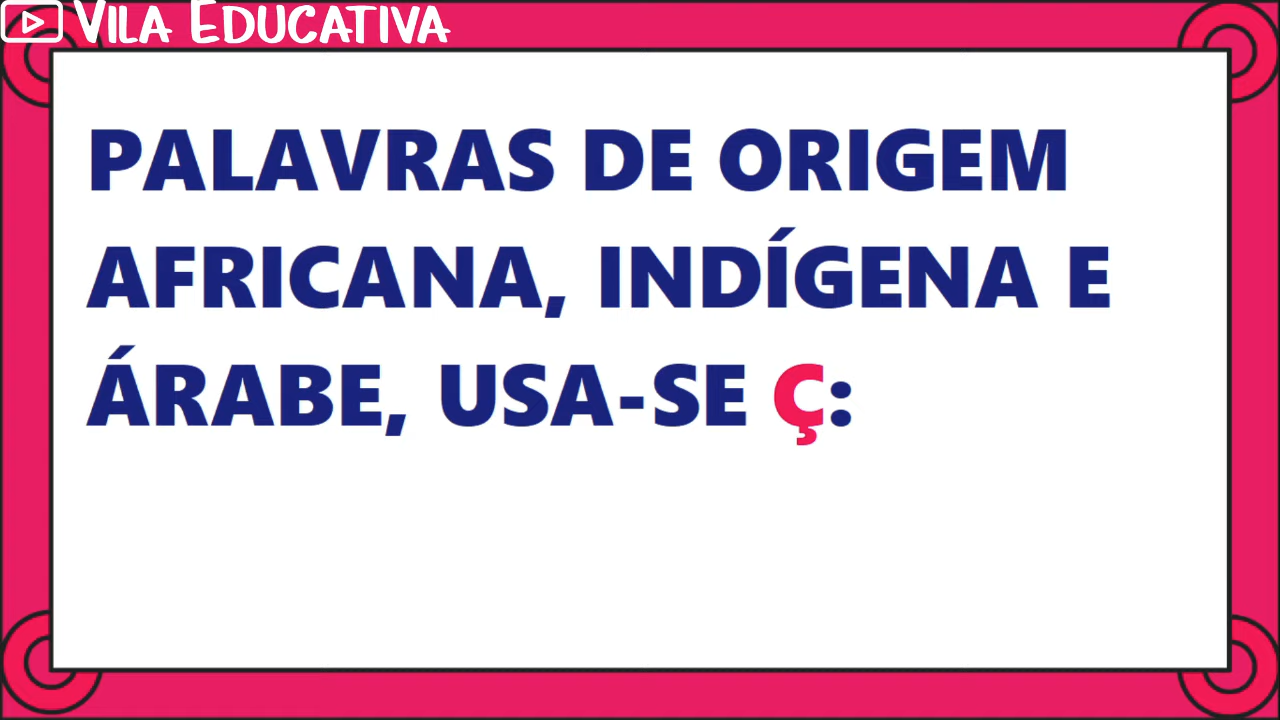 VILA EDUCATIVA
PALAVRAS DE ORIGEM
AFRICANA, INDÍGENA E
ÁRABE, USA-SE Ç: